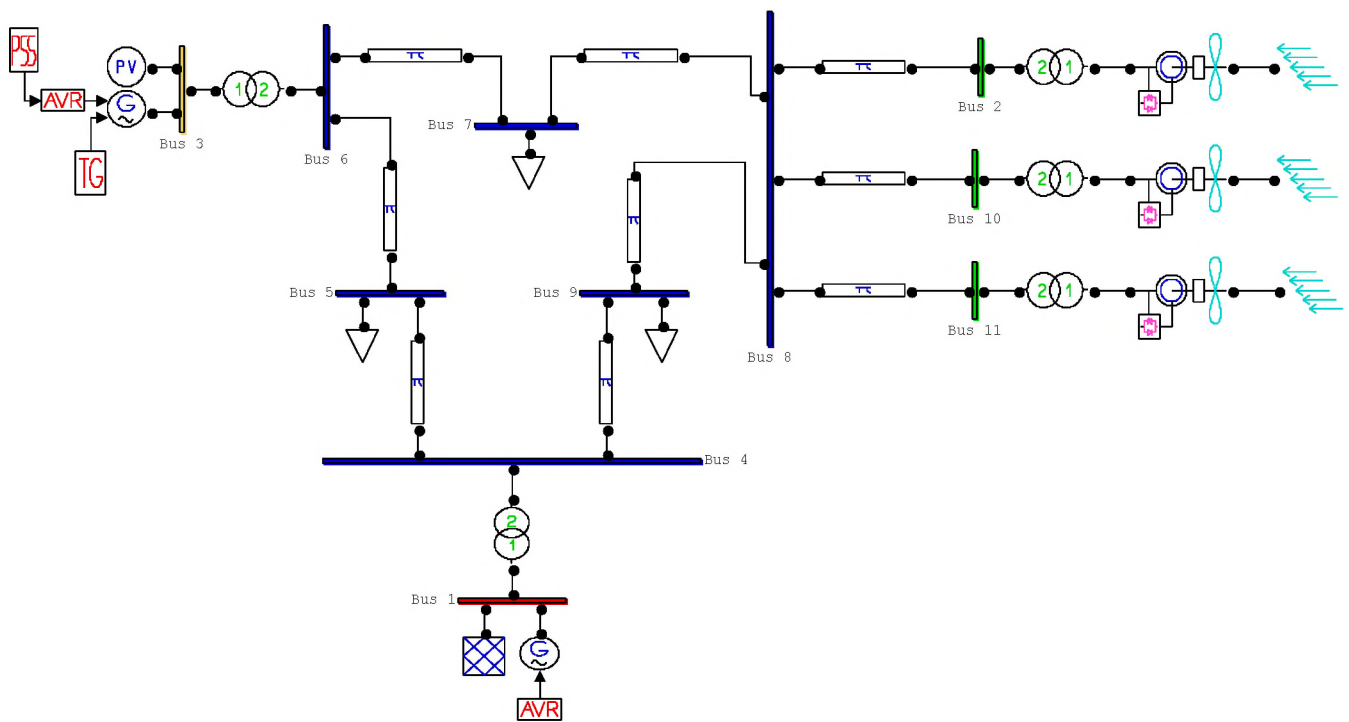 PSS
PV
AVR
G
TG
Bus 3
1 2
Bus 6
π
π
Bus 7
π
2 1
Bus 2
π
π
π
2 1
Bus 10
Bus 5
Bus 9
π
2 1
Bus 11
Bus 8
π
π
Bus 4
2
1
Bus 1
G
AVR